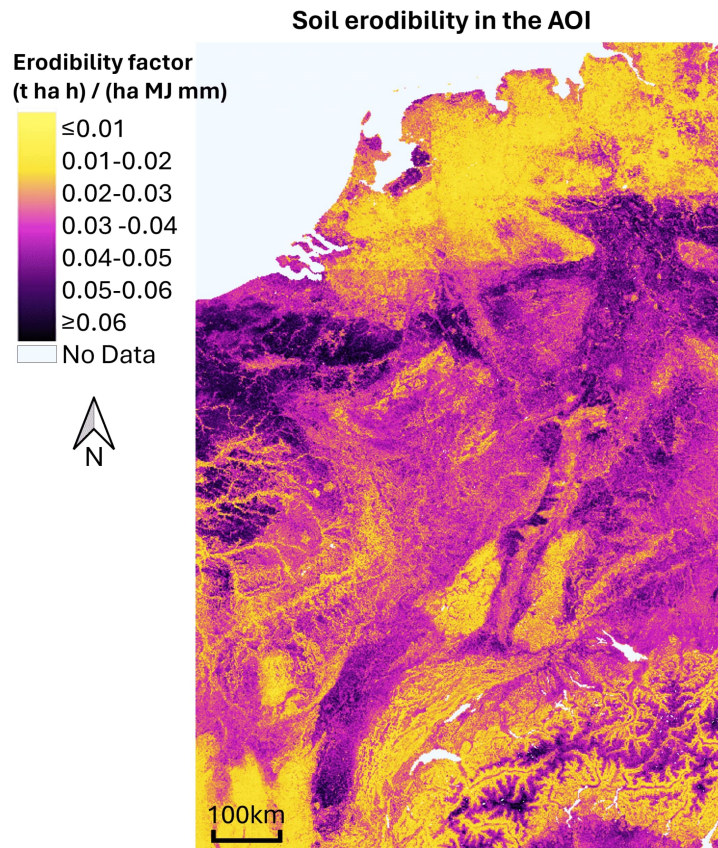 Soil erodibility in the AOI
Erodibility factor
(t ha h) / (ha MJ mm)
≤0.01
0.01-0.02
0.02-0.03
0.03 -0.04
0.04-0.05
0.05-0.06
≥0.06
No Data
N
100km